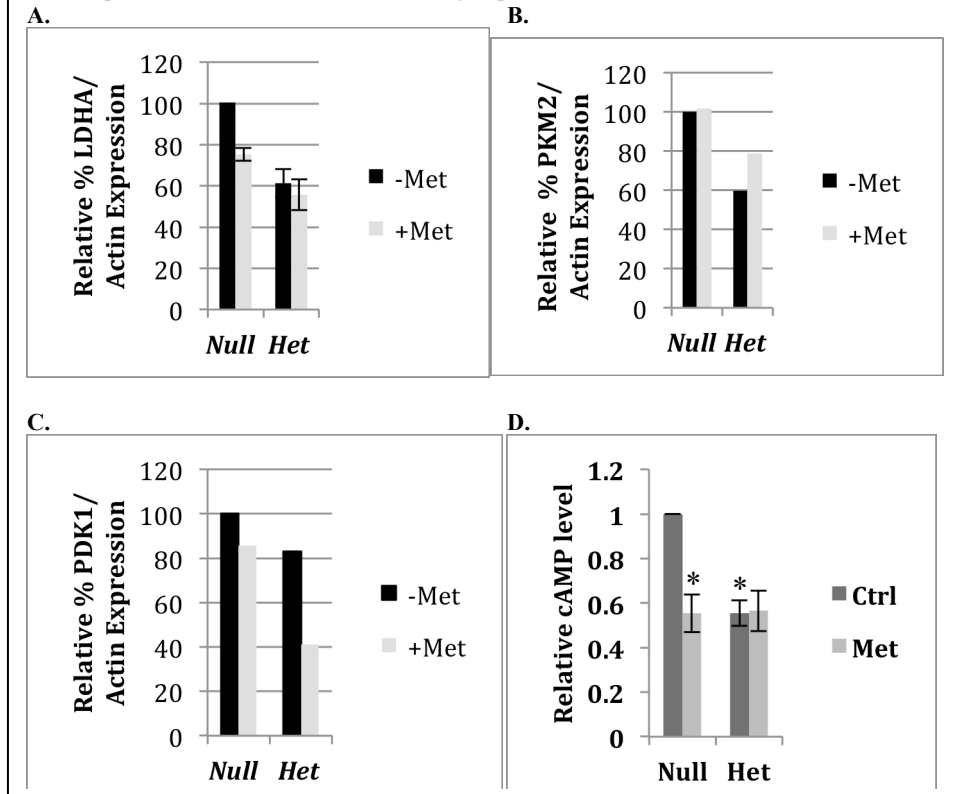 A.
B.
Relative % LDHA/
Actin Expression
120
100
80
60
40
20
0
Null Het
-Met
+Met
Relative % PKM2/
Actin Expression
120
100
80
60
40
20
0
Null Het
-Met
+Met
C.
D.
Relative % PDK1/
Actin Expression
120
100
80
60
40
20
0
Null Het
-Met
+Met
Relative cAMP level
1.2
1
0.8
0.6
0.4
0.2
0
* *
Null Het
Ctrl
Met